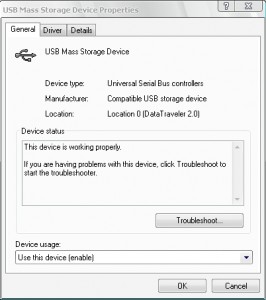 USB Mass Storage Device Properties
General Driver Details
USB Mass Storage Device
Device type: Universal Serial Bus controllers
Manufacturer: Compatible USB storage device
Location: Location 0 (DataTraveler 2.0)
Device status
This device is working properly.
If you are having problems with this device, click Troubleshoot to
start the troubleshooter.
Troubleshoot...
Device usage:
Use this device (enable)
OK Cancel